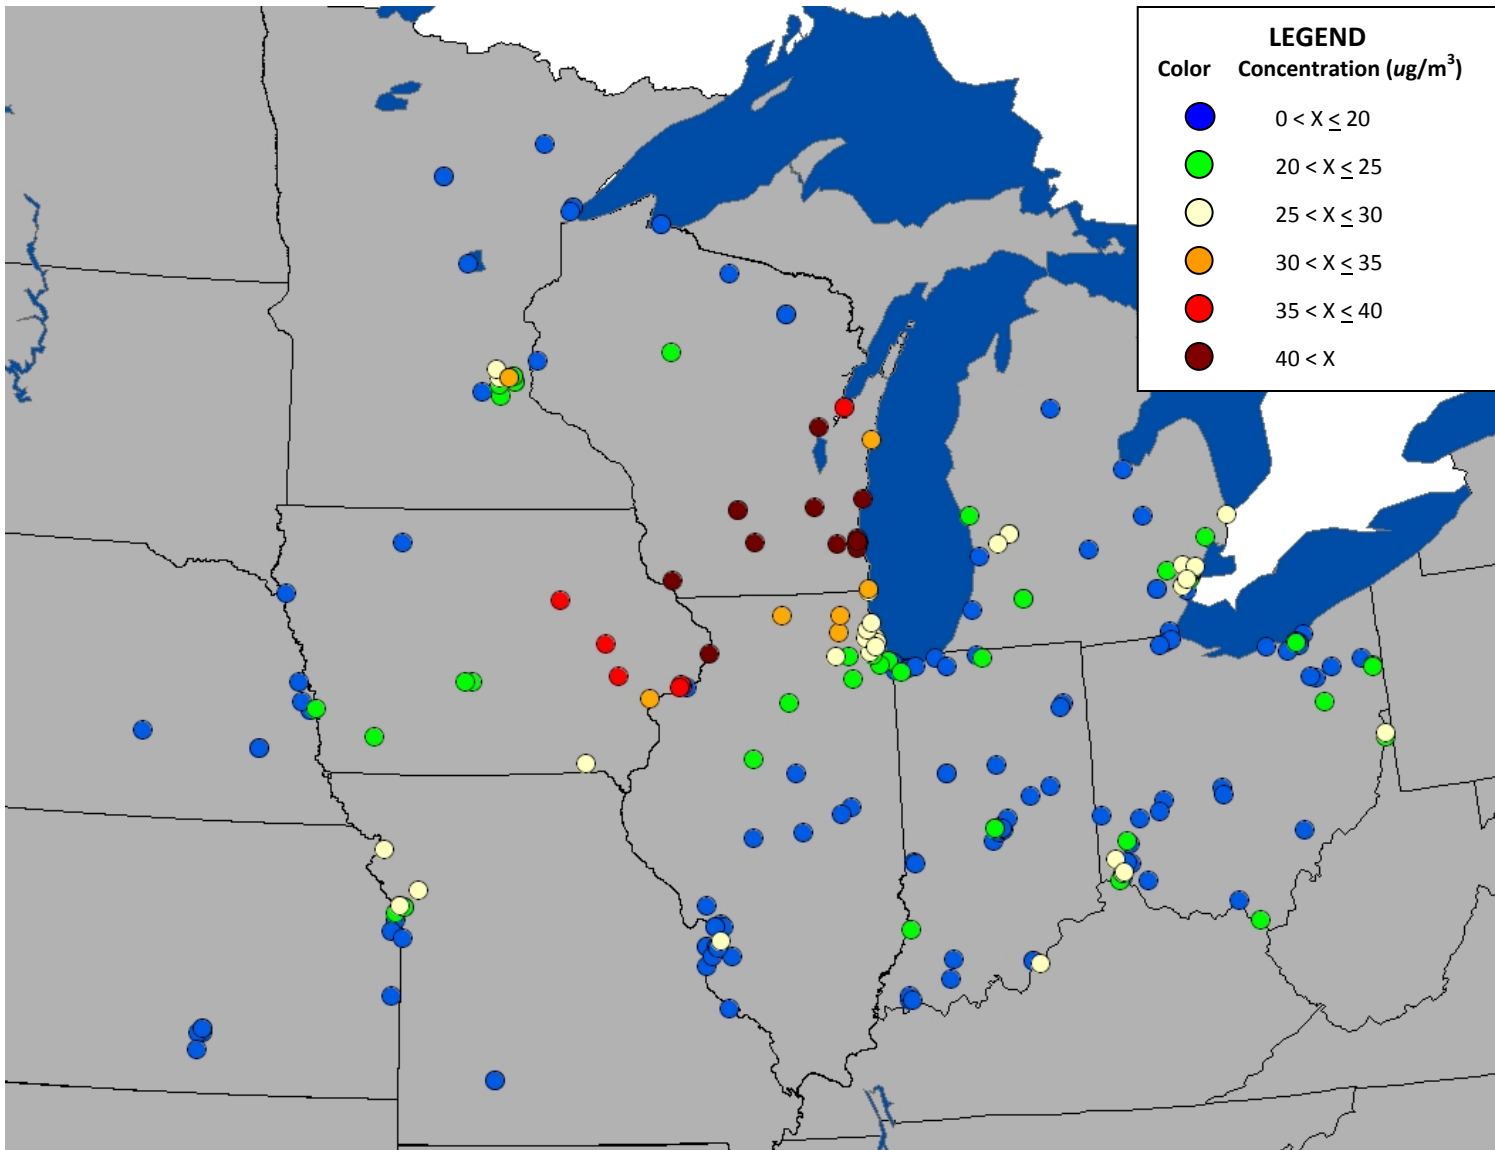 LEGEND
Color Concentration (ug/m³)
0 < X ≤ 20
20 < X ≤ 25
25 < X ≤ 30
30 < X ≤ 35
35 < X ≤ 40
40 < X